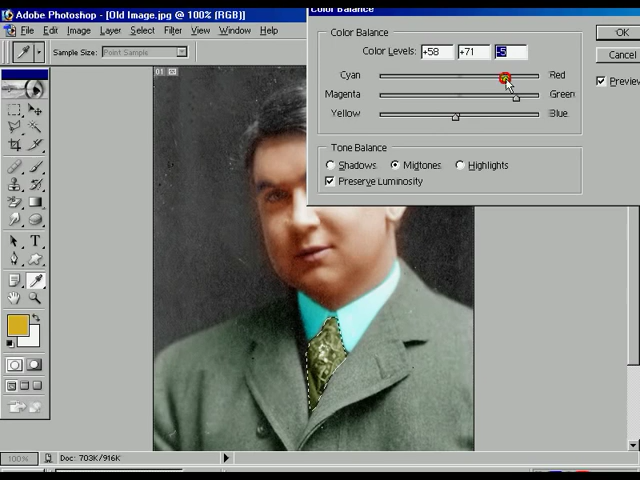 Adobe Photoshop - [Old Image.jpg @ 100% (RGB)]
Color Balance
File Edit Image Layer Select Filter View Window Help
Sample Size: Point Sample
Color Balance
Color Levels: +58 +71 -5
Cyan Red
Magenta Green
Yellow Blue
OK
Cancel
Preview
Tone Balance
Shadows Midtones Highlights
Preserve Luminosity
01
100% Doc: 703K/916K